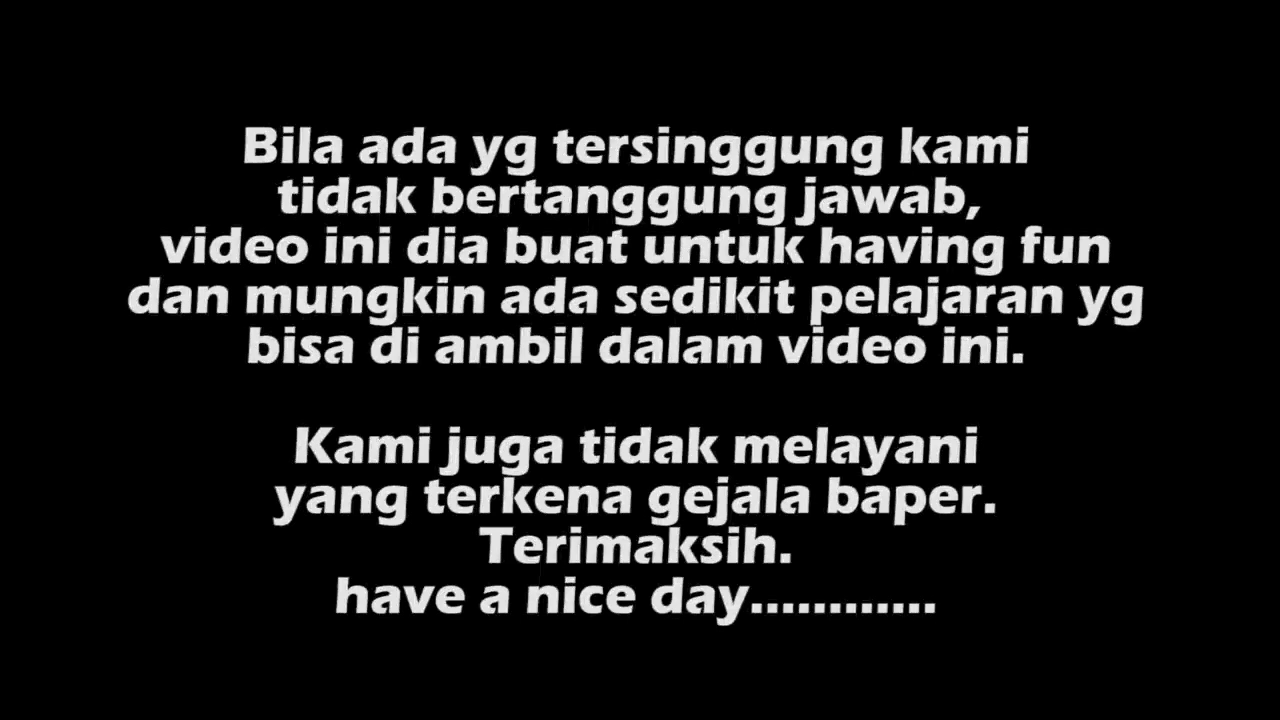 Bila ada yg tersinggung kami
tidak bertanggung jawab,
video ini dia buat untuk having fun
dan mungkin ada sedikit pelajaran yg
bisa di ambil dalam video ini.
Kami juga tidak melayani
yang terkena gejala baper.
Terimaksih.
have a nice day............